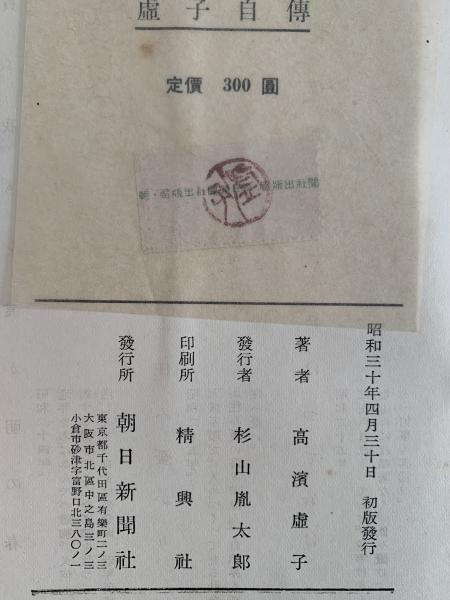 虛子自傳
定價 300 圓
虛子
昭和三十年四月三十日 初版發行
著者 高濱虛子
發行者 杉山胤太郎
印刷所 精興社
發行所 朝日新聞社
東京都千代田區有樂町二ノ三
大阪市北區中之島三ノ三
小倉市砂津字富野口北三八〇ノ一